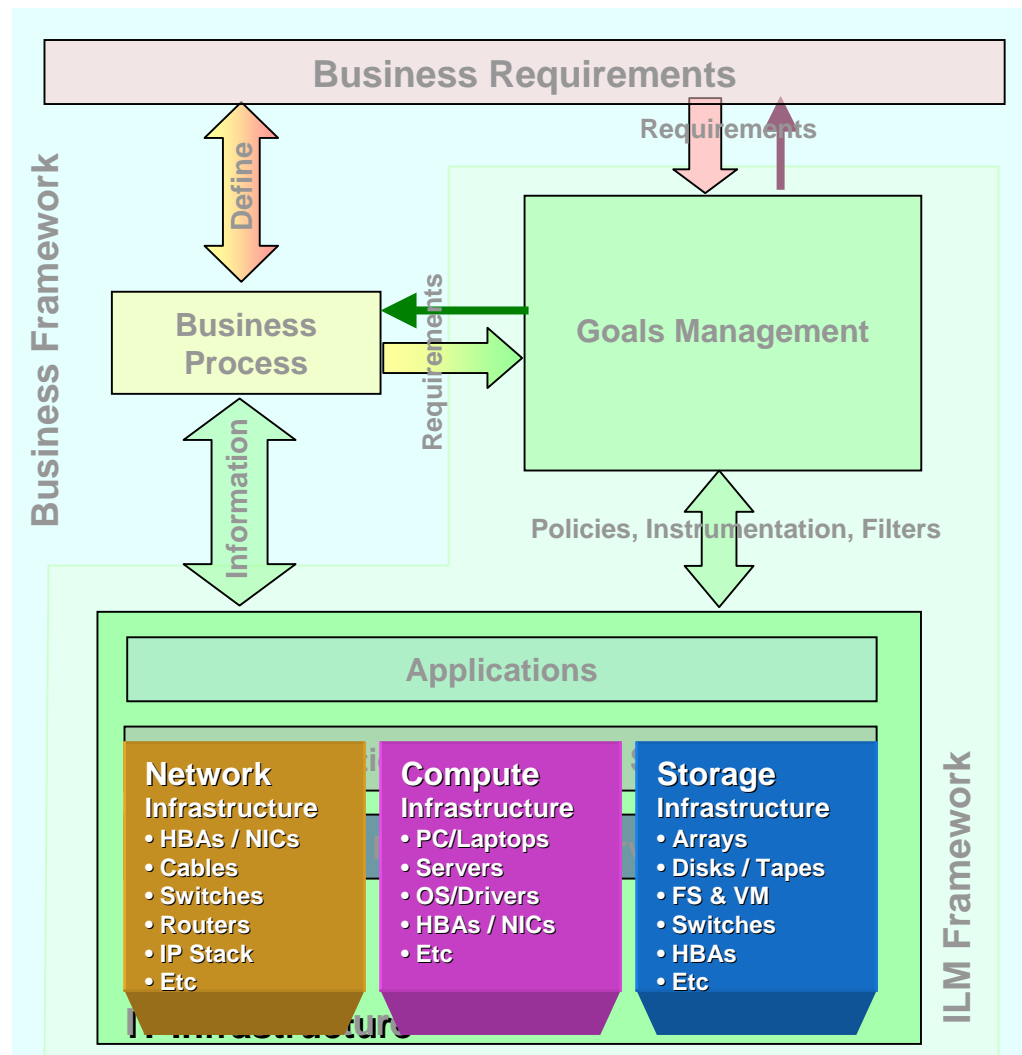 Business Requirements
Requirements
Define
Business Framework
Business
Process
Requirements
Goals Management
Information
Policies, Instrumentation, Filters
Applications
Network
Infrastructure
• HBAs / NICs
• Cables
• Switches
• Routers
• IP Stack
• Etc
Compute
Infrastructure
• PC/Laptops
• Servers
• OS/Drivers
• HBAs / NICs
• Etc
Storage
Infrastructure
• Arrays
• Disks / Tapes
• FS & VM
• Switches
• HBAs
• Etc
ILM Framework
IT Infrastructure